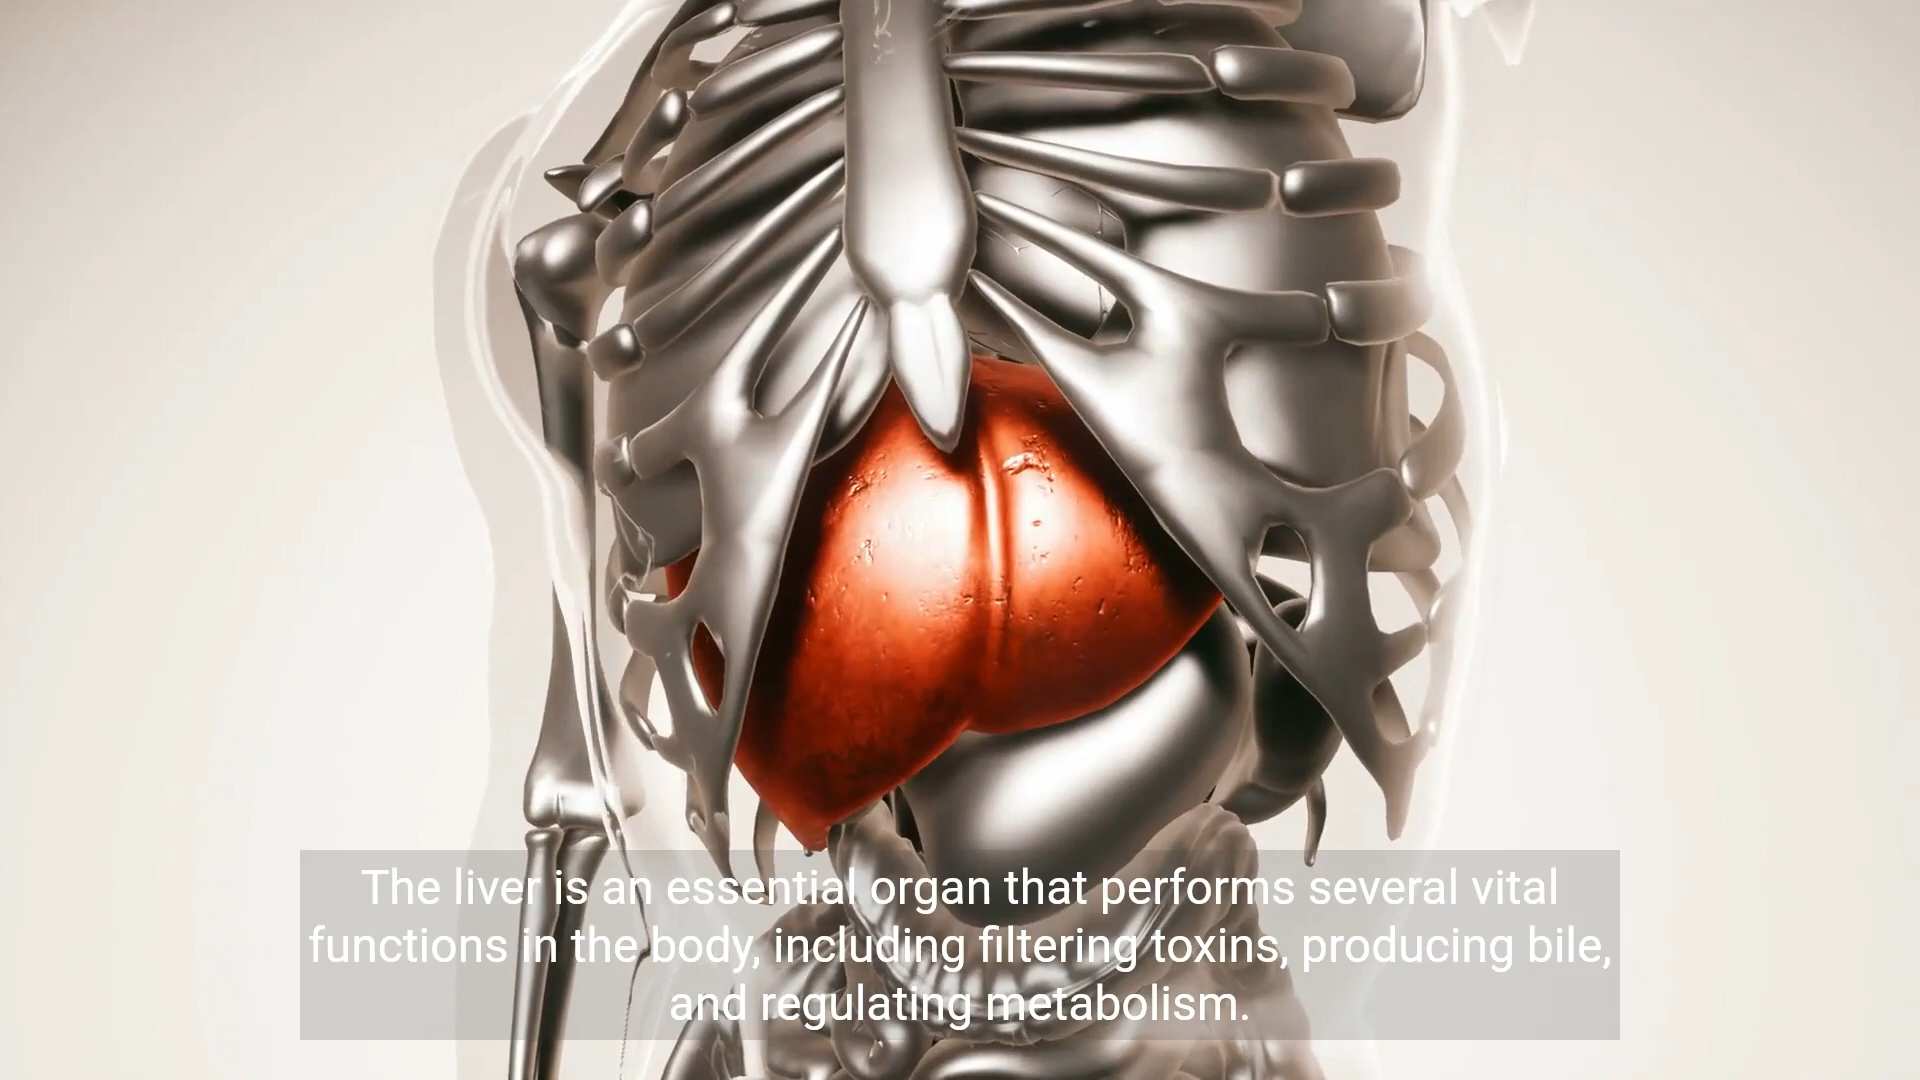 The liver is an essential organ that performs several vital
functions in the body, including filtering toxins, producing bile,
and regulating metabolism.